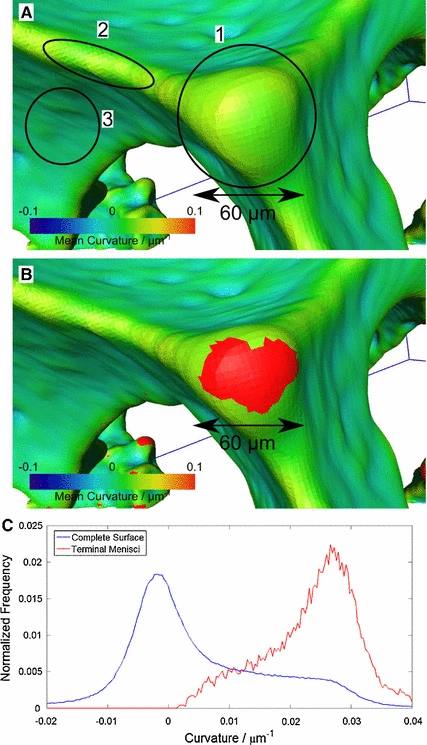 A
2
1
3
-0.1 0 0.1
Mean Curvature / μm-1
60 μm
B
-0.1 0 0.1
Mean Curvature / μm-1
60 μm
C
Complete Surface
Terminal Menisci
Normalized Frequency
0.025
0.02
0.015
0.01
0.005
0
-0.02 -0.01 0 0.01 0.02 0.03 0.04
Curvature / μm-1